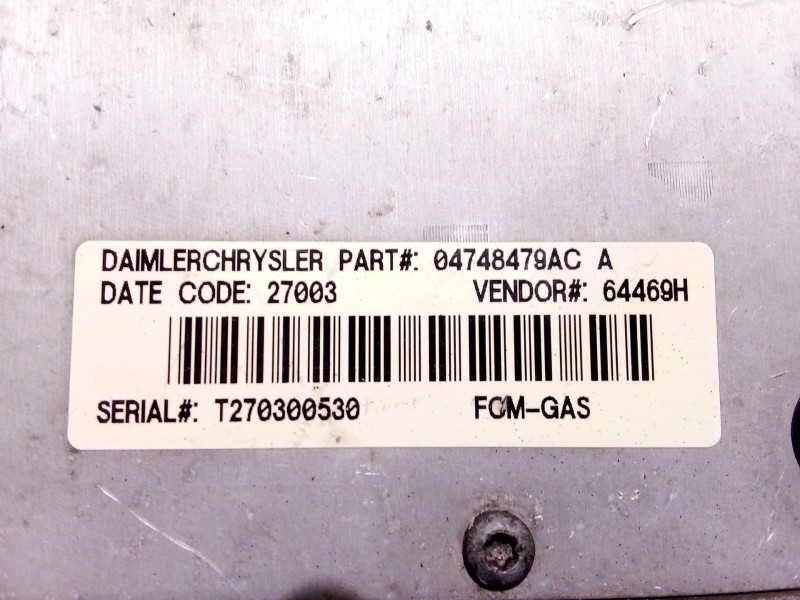 DAIMLERCHRYSLER PART#: 04748479AC A
DATE CODE: 27003 VENDOR#: 64469H
SERIAL#: T270300530 FCM-GAS